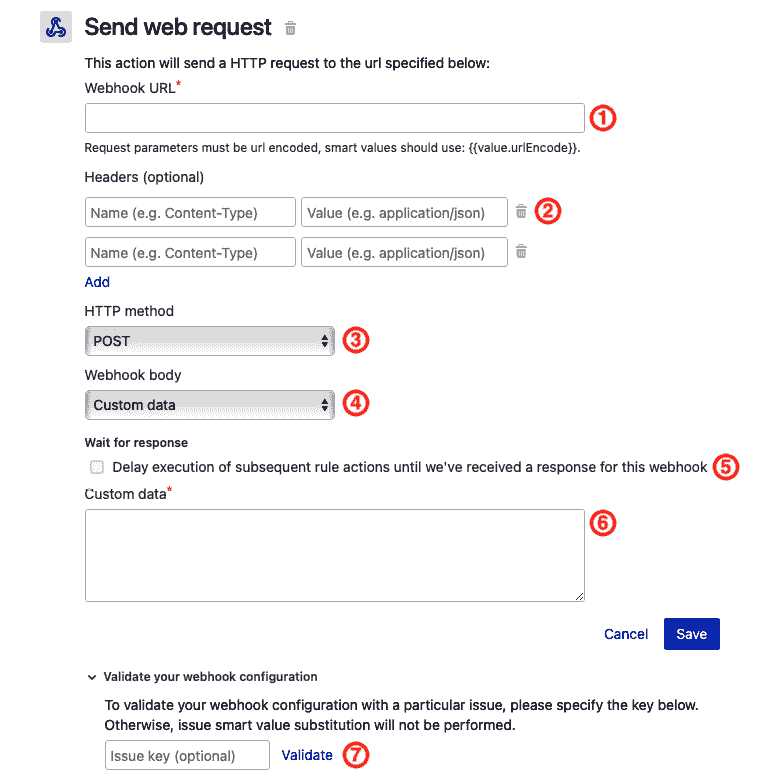 Send web request
This action will send a HTTP request to the url specified below:
Webhook URL*
1
Request parameters must be url encoded, smart values should use: {{value.urlEncode}}.
Headers (optional)
Name (e.g. Content-Type) Value (e.g. application/json) 2
Name (e.g. Content-Type) Value (e.g. application/json)
Add
HTTP method
POST 3
Webhook body
Custom data 4
Wait for response
Delay execution of subsequent rule actions until we've received a response for this webhook 5
Custom data*
6
Cancel Save
Validate your webhook configuration
To validate your webhook configuration with a particular issue, please specify the key below.
Otherwise, issue smart value substitution will not be performed.
Issue key (optional) Validate 7